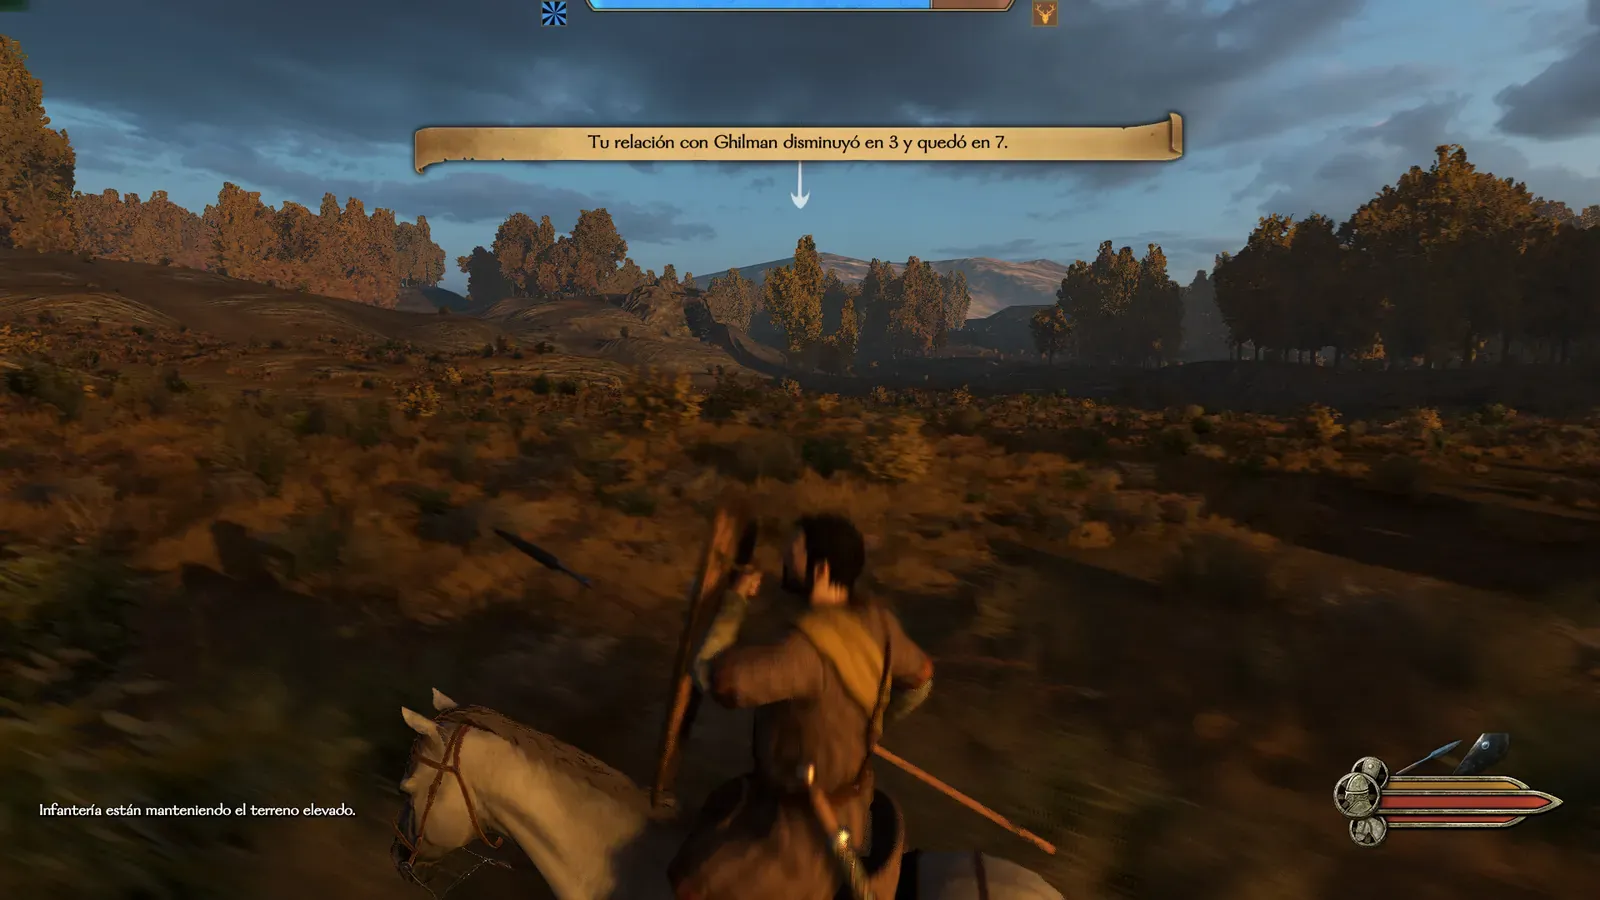 Tu relación con Ghilman disminuyó en 3 y quedó en 7.
Infantería están manteniendo el terreno elevado.